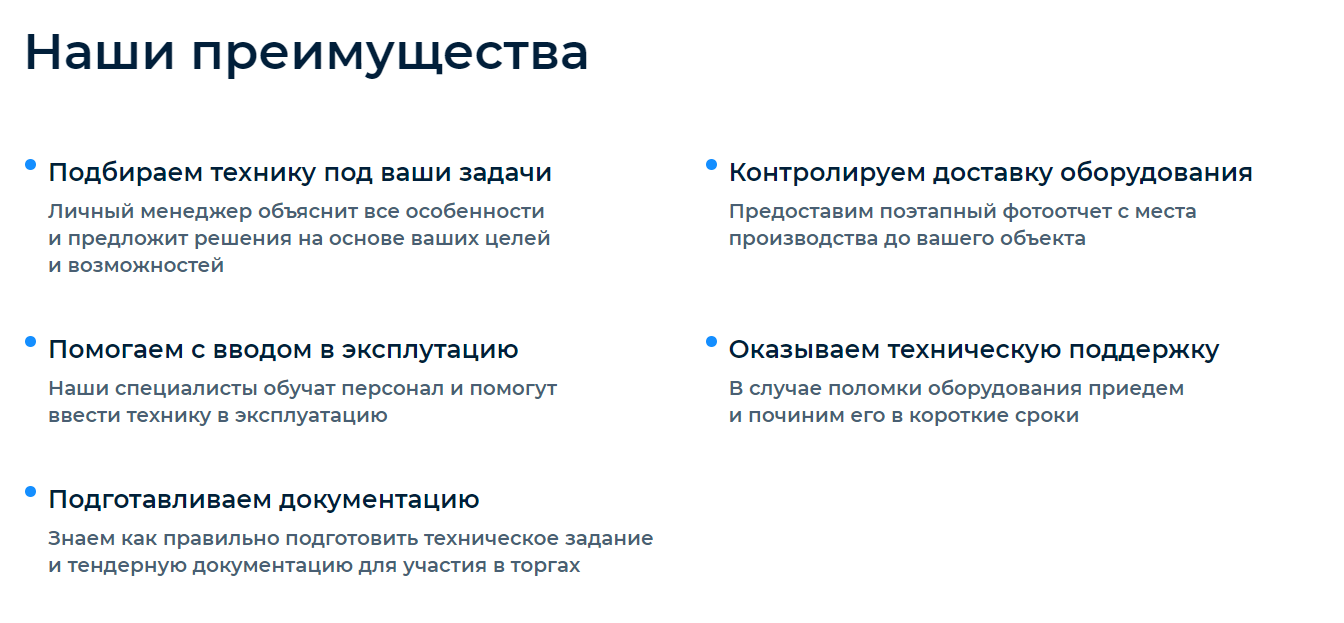 Наши преимущества
Подбираем технику под ваши задачи
Личный менеджер объяснит все особенности
и предложит решения на основе ваших целей
и возможностей
Контролируем доставку оборудования
Предоставим поэтапный фотоотчет с места
производства до вашего объекта
Помогаем с вводом в эксплутацию
Наши специалисты обучат персонал и помогут
ввести технику в эксплуатацию
Оказываем техническую поддержку
В случае поломки оборудования приедем
и починим его в короткие сроки
Подготавливаем документацию
Знаем как правильно подготовить техническое задание
и тендерную документацию для участия в торгах